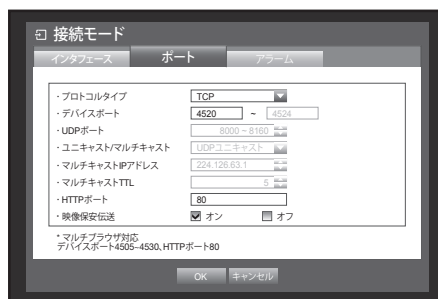 接続モード
インタフェース ポート アラーム
・プロトコルタイプ TCP
・デバイスポート 4520 ~ 4524
・UDPポート 8000 ~ 8160
・ユニキャスト/マルチキャスト UDPユニキャスト
・マルチキャストIPアドレス 224.126.63.1
・マルチキャストTTL 5
・HTTPポート 80
・映像保安伝送 オン オフ
* マルチブラウザ対応
デバイスポート4505~4530、HTTPポート80
OK キャンセル